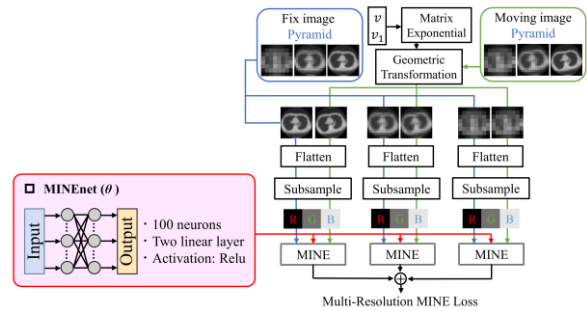 Fix image
Pyramid
v
v₁
Matrix
Exponential
Geometric
Transformation
Moving image
Pyramid
Flatten
Flatten
Flatten
Subsample
Subsample
Subsample
R G B
R G B
R G B
MINE
MINE
MINE
Multi-Resolution MINE Loss
MINEnet (θ)
Input
Output
· 100 neurons
· Two linear layer
· Activation: Relu